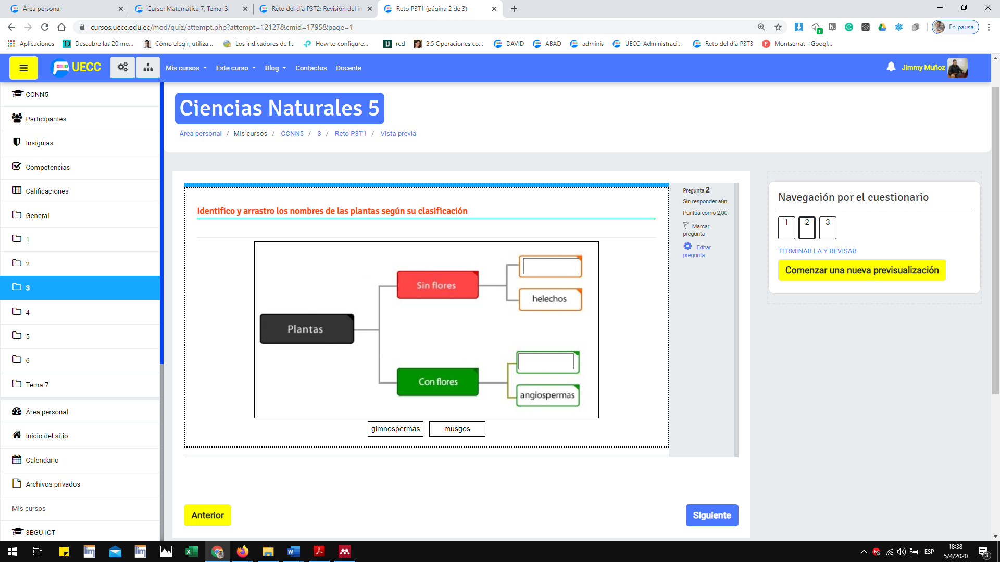 Área personal
Curso: Matemática 7, Tema: 3
Reto del día P3T2: Revisión del in
Reto P3T1 (página 2 de 3)
cursos.uecc.edu.ec/mod/quiz/attempt.php?attempt=12127&cmid=1795&page=1
En pausa
Aplicaciones
Descubre las 20 me...
Cómo elegir, utiliza...
Los indicadores de l...
How to configure...
red
2.5 Operaciones co...
DAVID
ABAD
adminis
UECC: Administraci...
Reto del día P3T3
Montserrat - Googl...
UECC
Mis cursos
Este curso
Blog
Contactos
Docente
Jimmy Muñoz
CCNN5
Participantes
Insignias
Competencias
Calificaciones
General
1
2
3
4
5
6
Tema 7
Área personal
Inicio del sitio
Calendario
Archivos privados
Mis cursos
3BGU-ICT
Ciencias Naturales 5
Área personal / Mis cursos / CCNN5 / 3 / Reto P3T1 / Vista previa
Identifico y arrastro los nombres de las plantas según su clasificación
Plantas
Sin flores
helechos
Con flores
angiospermas
gimnospermas
musgos
Pregunta 2
Sin responder aún
Puntúa como 2,00
Marcar
pregunta
Editar
pregunta
Navegación por el cuestionario
1 2 3
TERMINAR LA Y REVISAR
Comenzar una nueva previsualización
Anterior
Siguiente
ESP
18:38
5/4/2020
3